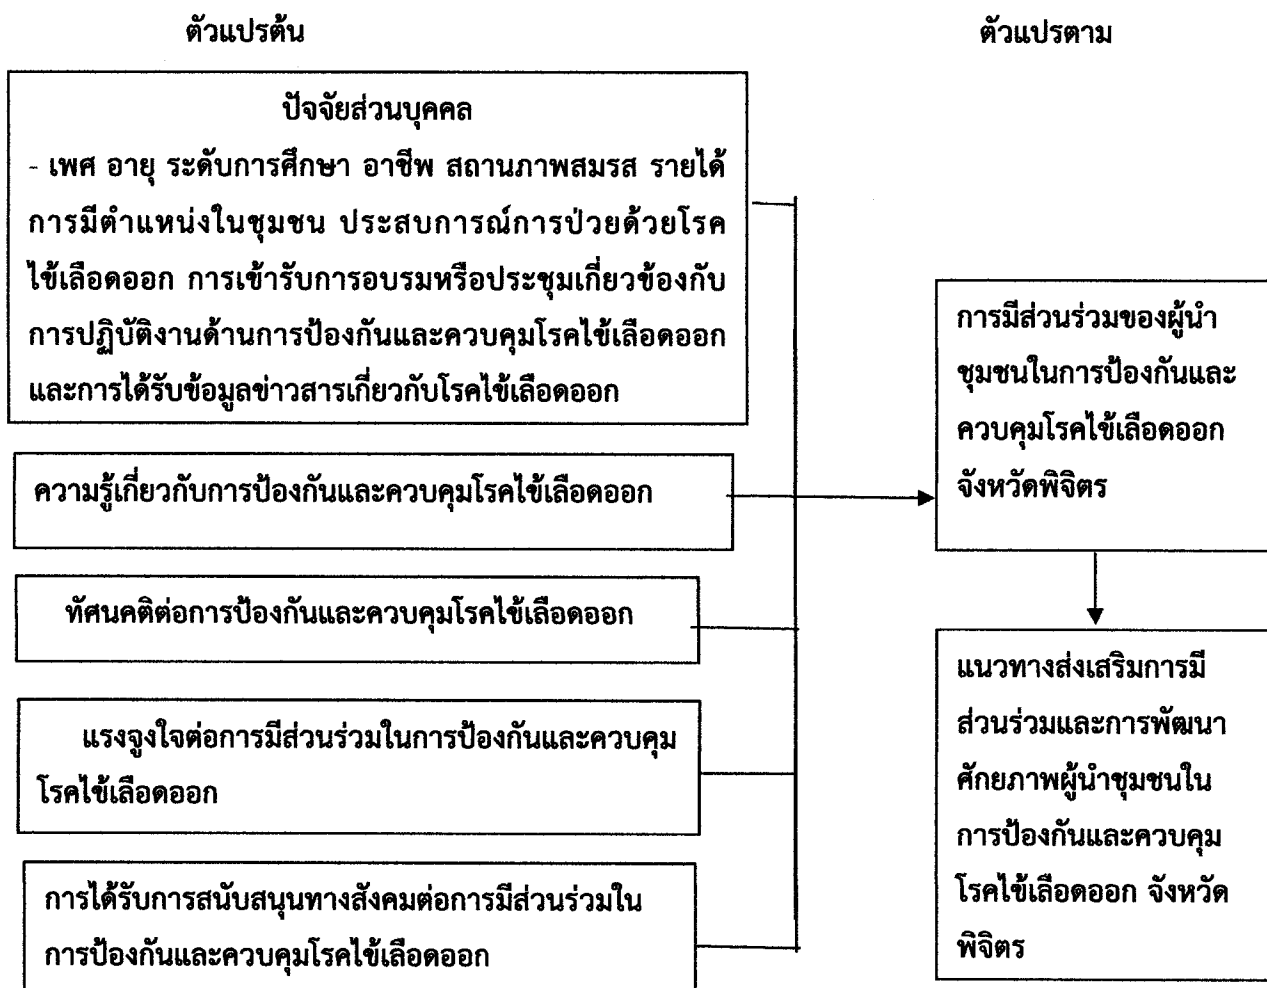 ตัวแปรต้น
ตัวแปรตาม
ปัจจัยส่วนบุคคล
- เพศ อายุ ระดับการศึกษา อาชีพ สถานภาพสมรส รายได้
การมีตำแหน่งในชุมชน ประสบการณ์การป่วยด้วยโรค
ไข้เลือดออก การเข้ารับการอบรมหรือประชุมเกี่ยวข้องกับ
การปฏิบัติงานด้านการป้องกันและควบคุมโรคไข้เลือดออก
และการได้รับข้อมูลข่าวสารเกี่ยวกับโรคไข้เลือดออก
ความรู้เกี่ยวกับการป้องกันและควบคุมโรคไข้เลือดออก
ทัศนคติต่อการป้องกันและควบคุมโรคไข้เลือดออก
แรงจูงใจต่อการมีส่วนร่วมในการป้องกันและควบคุม
โรคไข้เลือดออก
การได้รับการสนับสนุนทางสังคมต่อการมีส่วนร่วมใน
การป้องกันและควบคุมโรคไข้เลือดออก
การมีส่วนร่วมของผู้นำ
ชุมชนในการป้องกันและ
ควบคุมโรคไข้เลือดออก
จังหวัดพิจิตร
แนวทางส่งเสริมการมี
ส่วนร่วมและการพัฒนา
ศักยภาพผู้นำชุมชนใน
การป้องกันและควบคุม
โรคไข้เลือดออก จังหวัด
พิจิตร